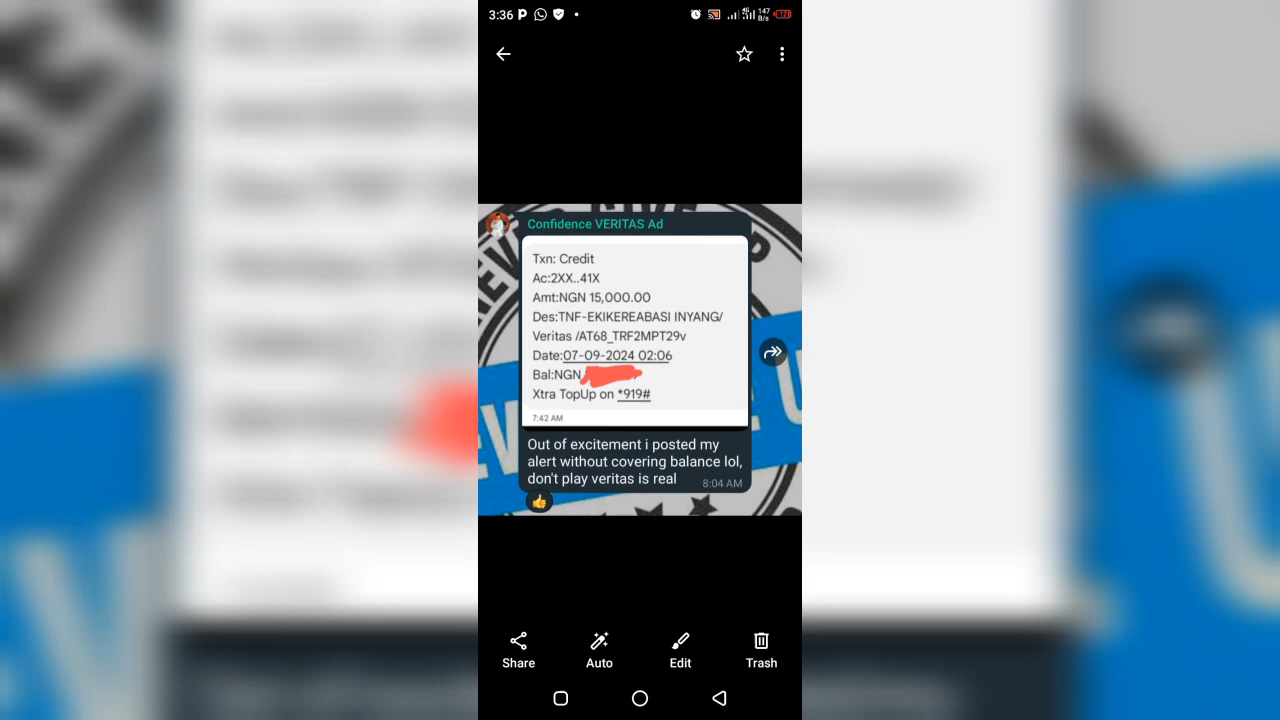 3:36
4G
147
B/s
121
Confidence VERITAS Ad
Txn: Credit
Ac:2XX..41X
Amt:NGN 15,000.00
Des:TNF-EKIKEREABASI INYANG/
Veritas /AT68_TRF2MPT29v
Date:07-09-2024 02:06
Bal:NGN
Xtra TopUp on *919#
7:42 AM
Out of excitement i posted my
alert without covering balance lol,
don't play veritas is real
8:04 AM
Share Auto Edit Trash